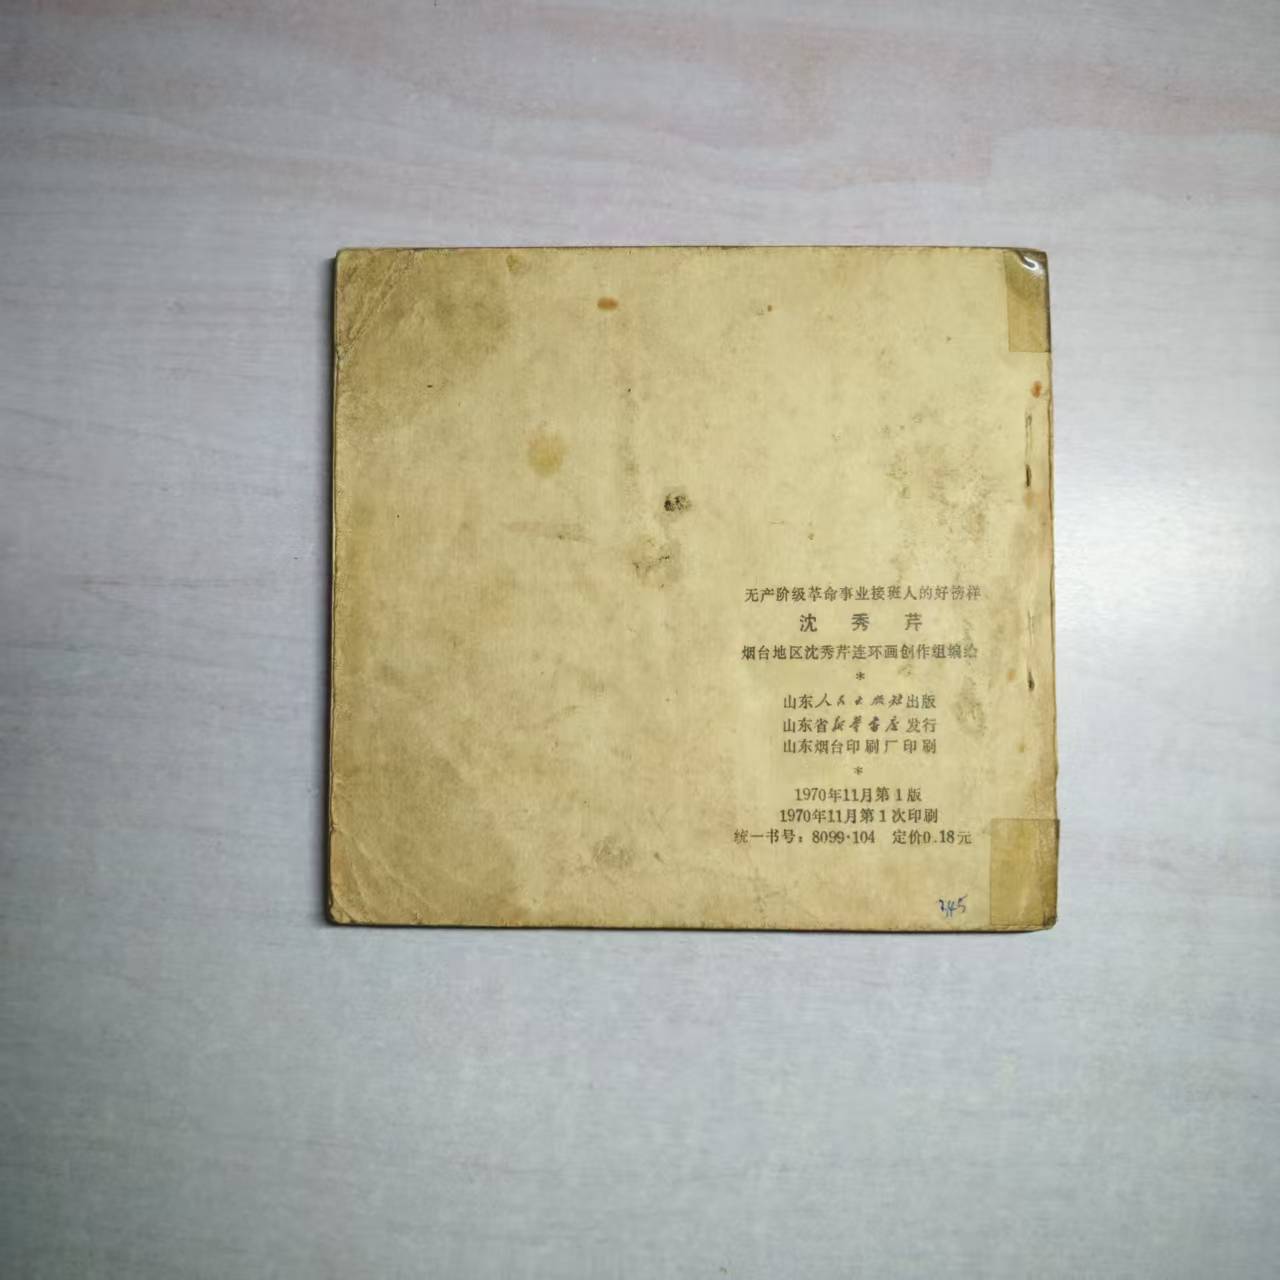 无产阶级革命事业接班人的好榜样
沈秀芹
烟台地区沈秀芹连环画创作组编绘
*
山东人民出版社出版
山东省新华书店发行
山东烟台印刷厂印刷
*
1970年11月第1版
1970年11月第1次印刷
统一书号：8099·104 定价0.18元
345